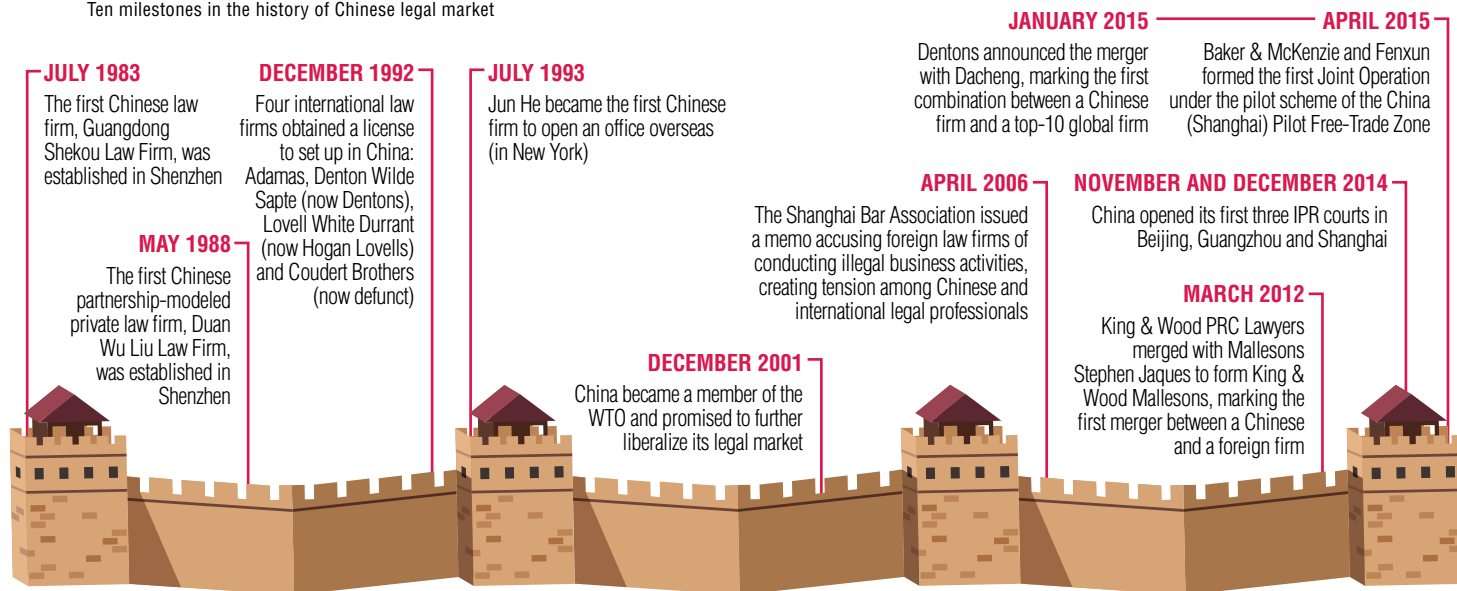 Ten milestones in the history of Chinese legal market
JULY 1983
The first Chinese law
firm, Guangdong
Shekou Law Firm, was
established in Shenzhen
MAY 1988
The first Chinese
partnership-modeled
private law firm, Duan
Wu Liu Law Firm,
was established in
Shenzhen
DECEMBER 1992
Four international law
firms obtained a license
to set up in China:
Adamas, Denton Wilde
Sapte (now Dentons),
Lovell White Durrant
(now Hogan Lovells)
and Coudert Brothers
(now defunct)
JULY 1993
Jun He became the first Chinese
firm to open an office overseas
(in New York)
DECEMBER 2001
China became a member of the
WTO and promised to further
liberalize its legal market
APRIL 2006
The Shanghai Bar Association issued
a memo accusing foreign law firms of
conducting illegal business activities,
creating tension among Chinese and
international legal professionals
MARCH 2012
King & Wood PRC Lawyers
merged with Mallesons
Stephen Jaques to form King &
Wood Mallesons, marking the
first merger between a Chinese
and a foreign firm
NOVEMBER AND DECEMBER 2014
China opened its first three IPR courts in
Beijing, Guangzhou and Shanghai
JANUARY 2015
Dentons announced the merger
with Dacheng, marking the first
combination between a Chinese
firm and a top-10 global firm
APRIL 2015
Baker & McKenzie and Fenxun
formed the first Joint Operation
under the pilot scheme of the China
(Shanghai) Pilot Free-Trade Zone